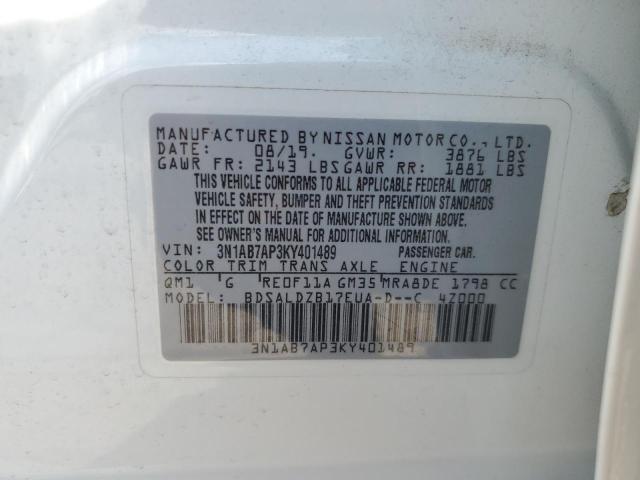 MANUFACTURED BY NISSAN MOTOR CO., LTD.
DATE: 08/19. GVWR: 3876 LBS
GAWR FR: 2143 LBS GAWR RR: 1881 LBS
THIS VEHICLE CONFORMS TO ALL APPLICABLE FEDERAL MOTOR
VEHICLE SAFETY, BUMPER AND THEFT PREVENTION STANDARDS
IN EFFECT ON THE DATE OF MANUFACTURE SHOWN ABOVE.
SEE OWNER'S MANUAL FOR ADDITIONAL INFORMATION.
VIN: 3N1AB7AP3KY401489 PASSENGER CAR.
COLOR TRIM TRANS AXLE ENGINE
QM1 G RE0F11A GM35 MRA8DE 1798 CC
MODEL: BDSALDZB17EUA-D--C 4Z000
3N1AB7AP3KY401489